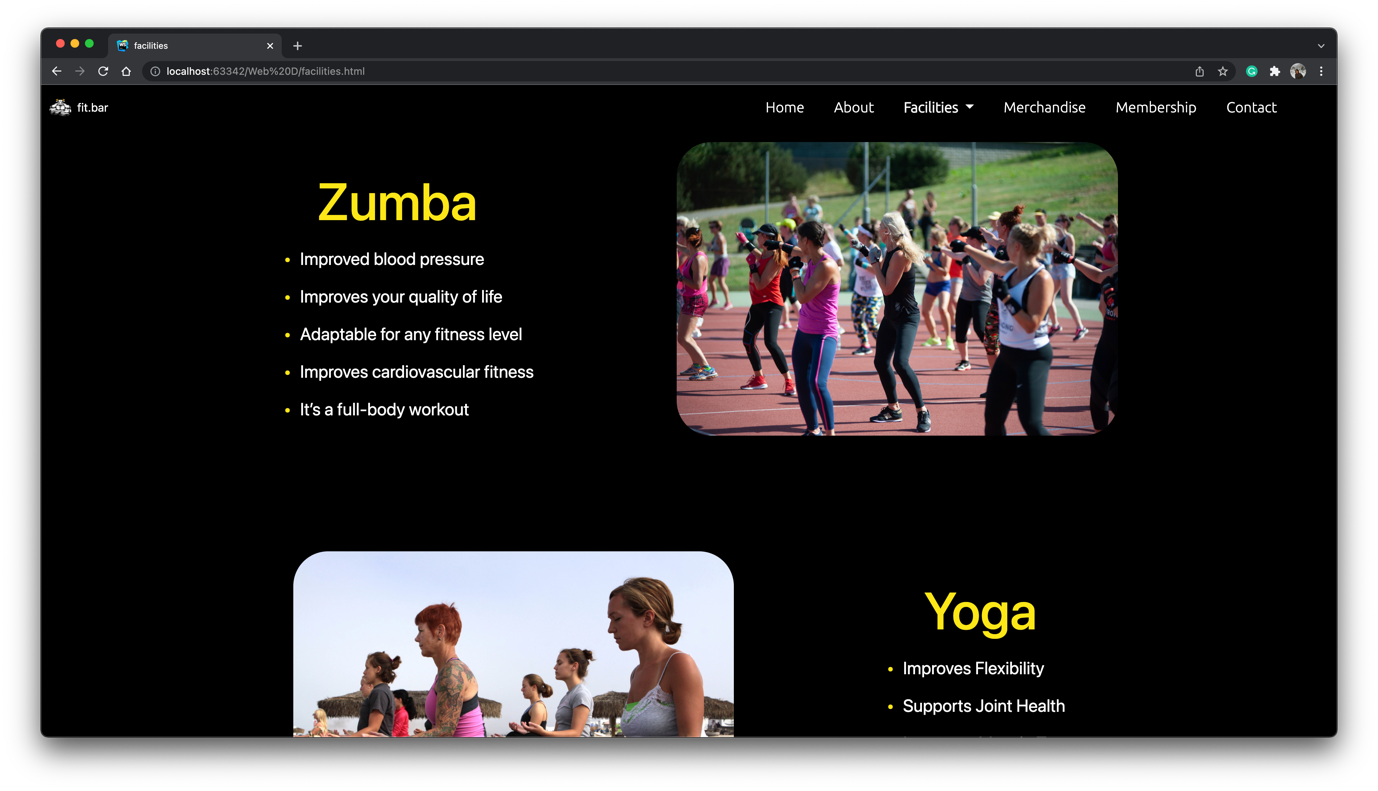 facilities
localhost:63342/Web%20D/facilities.html
fit.bar
Home About Facilities Merchandise Membership Contact
Zumba
Improved blood pressure
Improves your quality of life
Adaptable for any fitness level
Improves cardiovascular fitness
It's a full-body workout
Yoga
Improves Flexibility
Supports Joint Health